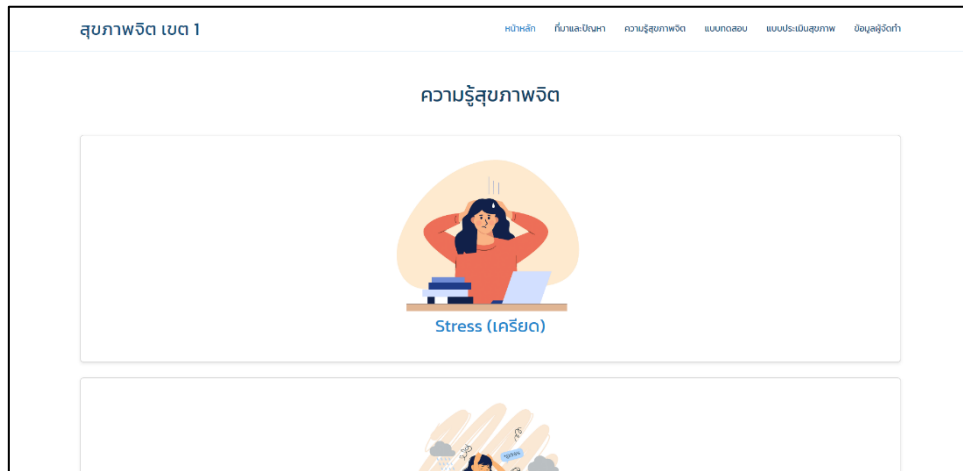 สุขภาพจิต เขต 1
หน้าหลัก ที่มาและปัญหา ความรู้สุขภาพจิต แบบทดสอบ แบบประเมินสุขภาพ ข้อมูลผู้จัดทำ
ความรู้สุขภาพจิต
Stress (เครียด)